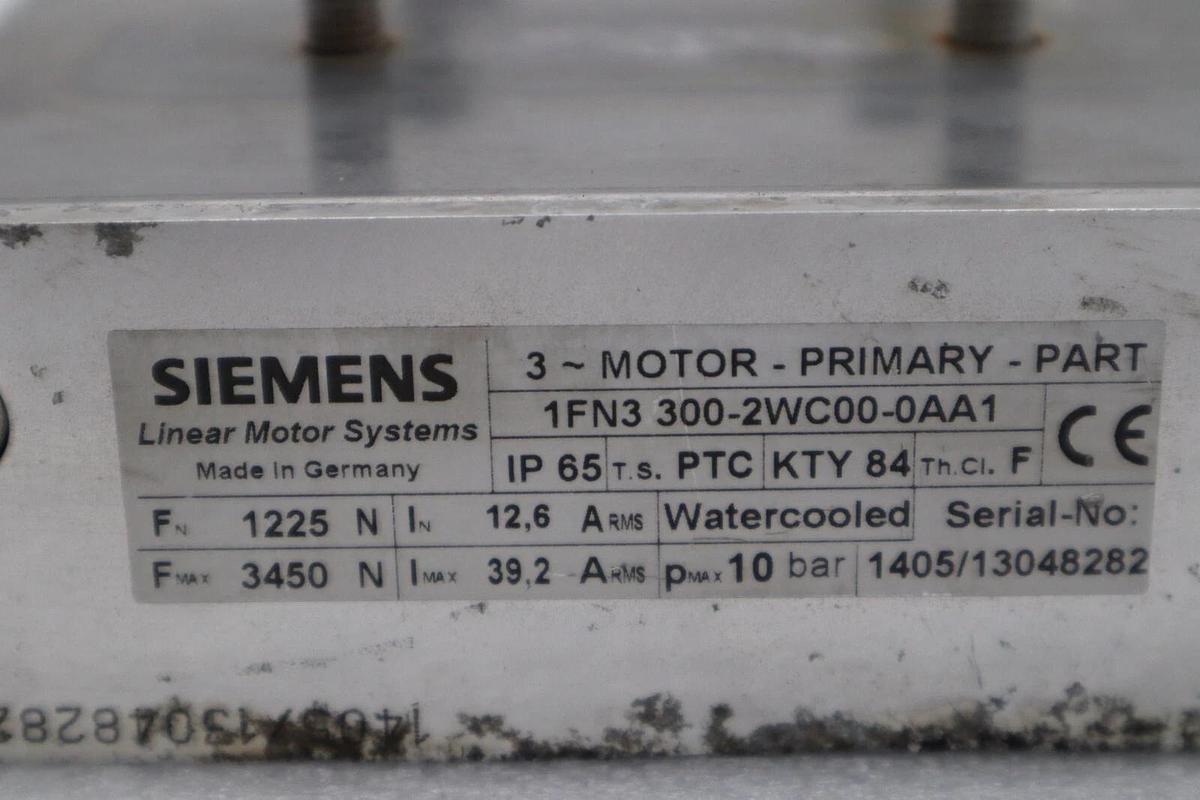 SIEMENS
Linear Motor Systems
Made In Germany
3 ~ MOTOR - PRIMARY - PART
1FN3 300-2WC00-0AA1
IP 65 T.S. PTC KTY 84 Th.Cl. F CE
FN 1225 N IN 12,6 ARMS Watercooled Serial-No:
FMAX 3450 N IMAX 39,2 ARMS pMAX 10 bar 1405/13048282
1405/1304828